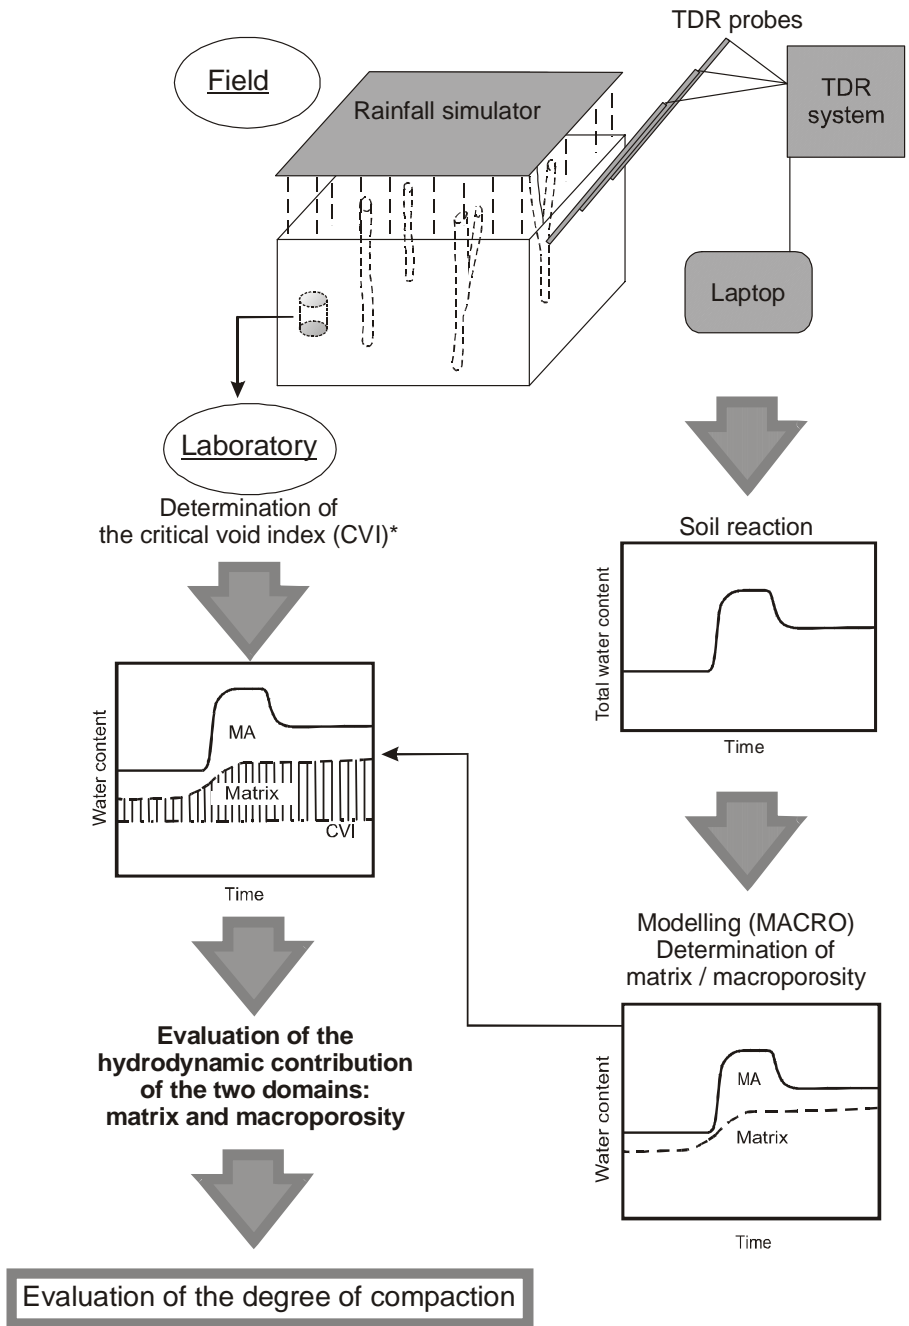 TDR probes
Field
Rainfall simulator
TDR
system
Laptop
Laboratory
Determination of
the critical void index (CVI)*
Soil reaction
Total water content
Time
Water content
MA
Matrix
CVI
Time
Modelling (MACRO)
Determination of
matrix / macroporosity
Water content
MA
Matrix
Time
Evaluation of the
hydrodynamic contribution
of the two domains:
matrix and macroporosity
Evaluation of the degree of compaction